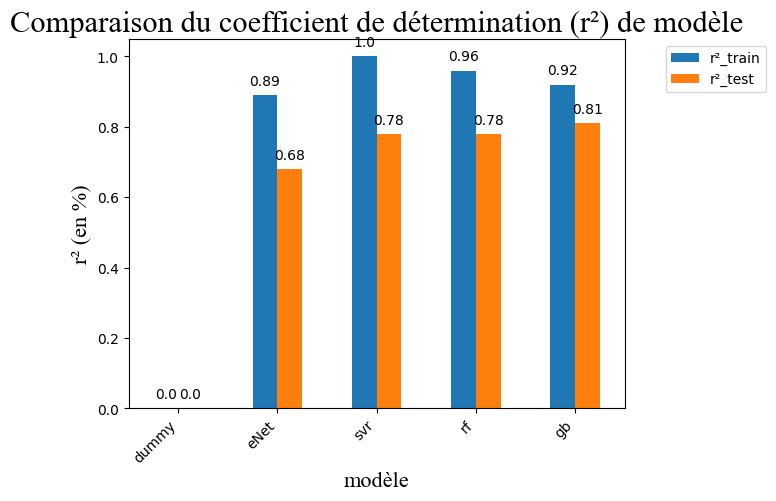 Comparaison du coefficient de détermination (r²) de modèle
r²_train
r²_test
r² (en %)
1.0
0.8
0.6
0.4
0.2
0.0
0.0 0.0
0.89
0.68
1.0
0.78
0.96
0.78
0.92
0.81
dummy
eNet
svr
rf
gb
modèle